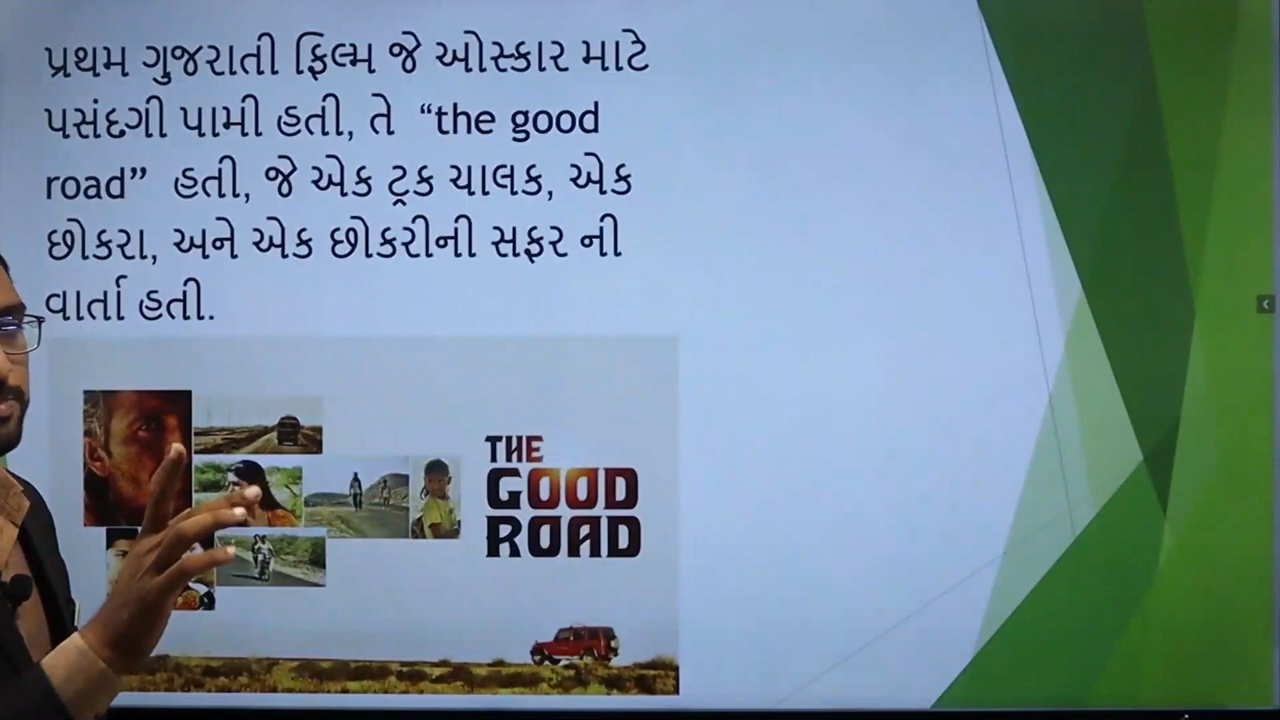 પ્રથમ ગુજરાતી ફિલ્મ જે ઓસ્કાર માટે
પસંદગી પામી હતી, તે “the good
road” હતી, જે એક ટ્રક ચાલક, એક
છોકરા, અને એક છોકરીની સફર ની
વાર્તા હતી.
THE
GOOD
ROAD